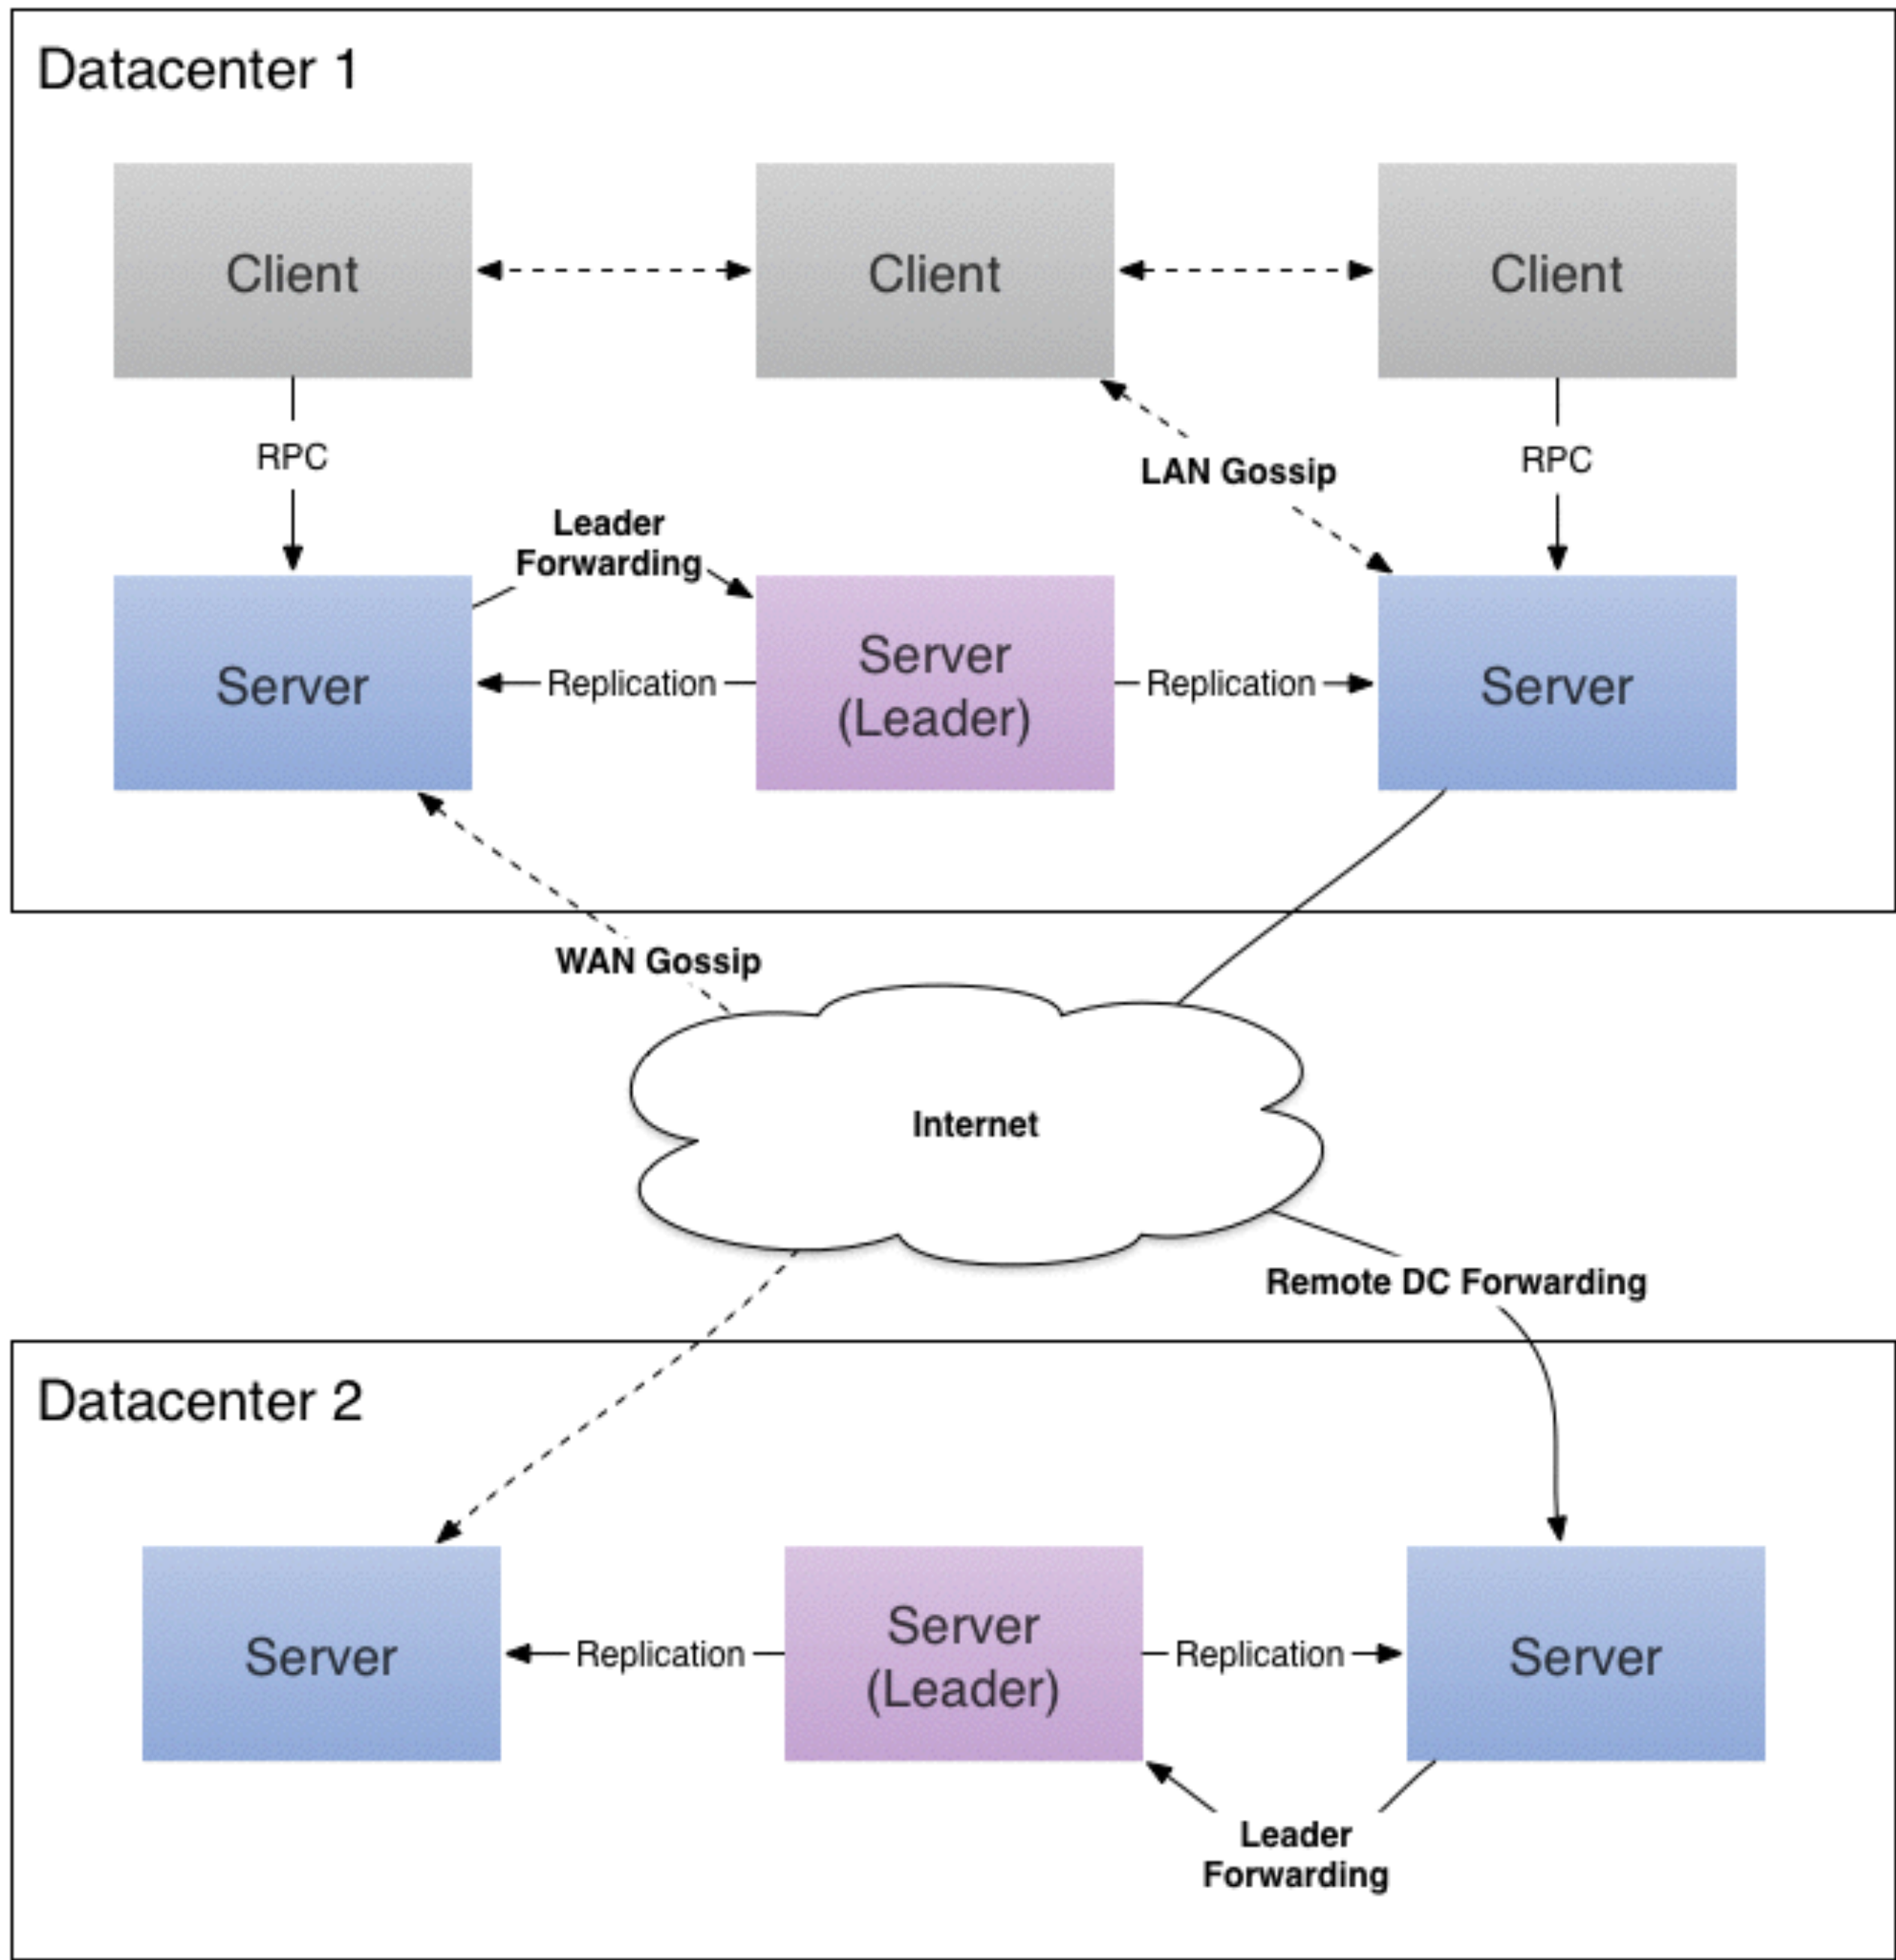 Datacenter 1
Client
Client
Client
RPC
LAN Gossip
RPC
Leader
Forwarding
Server
Replication
Server
(Leader)
Replication
Server
WAN Gossip
Internet
Remote DC Forwarding
Datacenter 2
Server
Replication
Server
(Leader)
Replication
Server
Leader
Forwarding